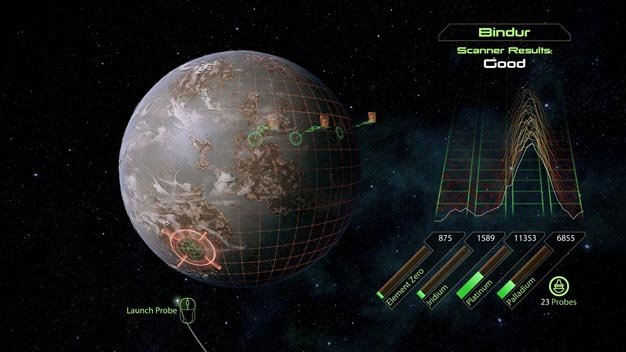 Bindur
Scanner Results:
Good
875
1589
11353
6855
Element Zero
Iridium
Platinum
Palladium
Launch Probe
23 Probes